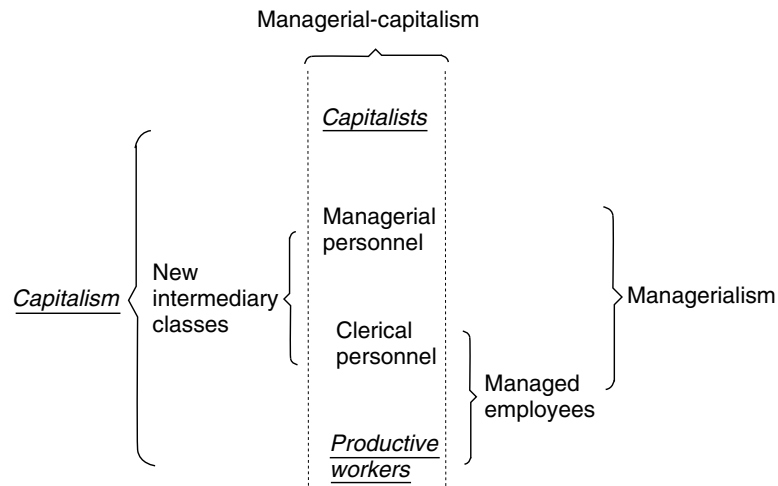 Managerial-capitalism
Capitalists
Managerial
personnel
Capitalism
New
intermediary
classes
Managerialism
Clerical
personnel
Managed
employees
Productive
workers